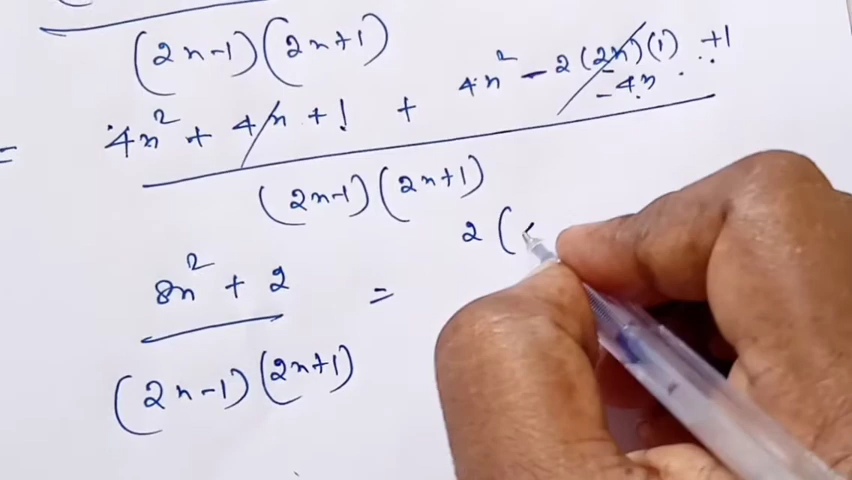 (2n-1)(2n+1)
= 4n² + 4n + 1 + 4n² - 2(2n)(1) + 1
- 4n
(2n-1)(2n+1)
8n² + 2 = 2(
(2n-1)(2n+1)